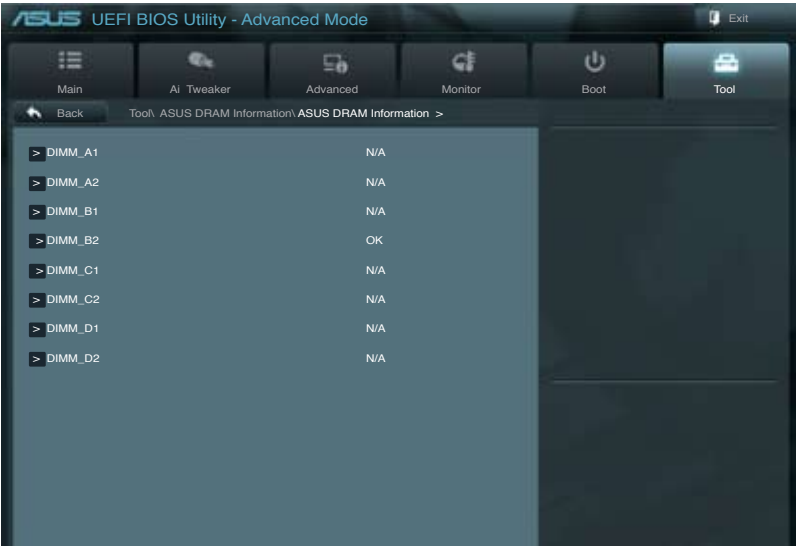 ASUS UEFI BIOS Utility - Advanced Mode Exit
Main Ai Tweaker Advanced Monitor Boot Tool
Back Tool\ ASUS DRAM Information\ ASUS DRAM Information >
> DIMM_A1 N/A
> DIMM_A2 N/A
> DIMM_B1 N/A
> DIMM_B2 OK
> DIMM_C1 N/A
> DIMM_C2 N/A
> DIMM_D1 N/A
> DIMM_D2 N/A